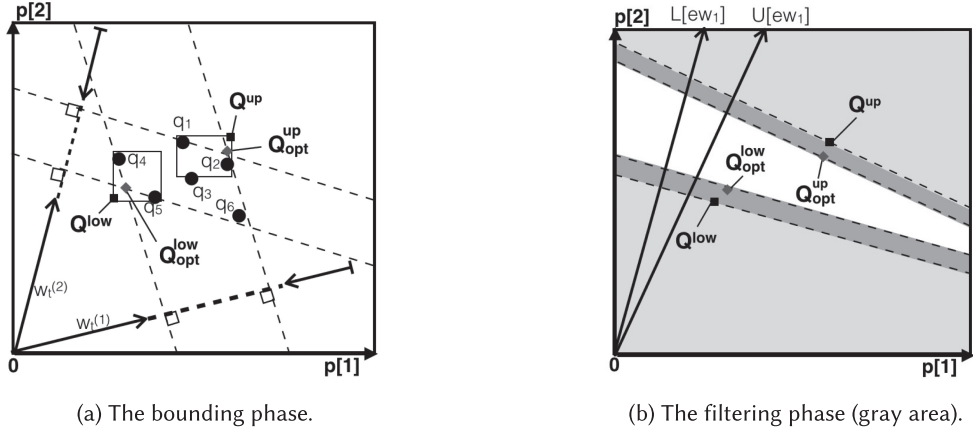 p[2]
Q^up
q₁
Q^up_opt
q₄
q₂
q₃
q₅
q₆
Q^low
Q^low_opt
w_t^(2)
w_t^(1)
0
p[1]
(a) The bounding phase.
p[2]
L[ew₁]
U[ew₁]
Q^up
Q^low_opt
Q^up_opt
Q^low
0
p[1]
(b) The filtering phase (gray area).